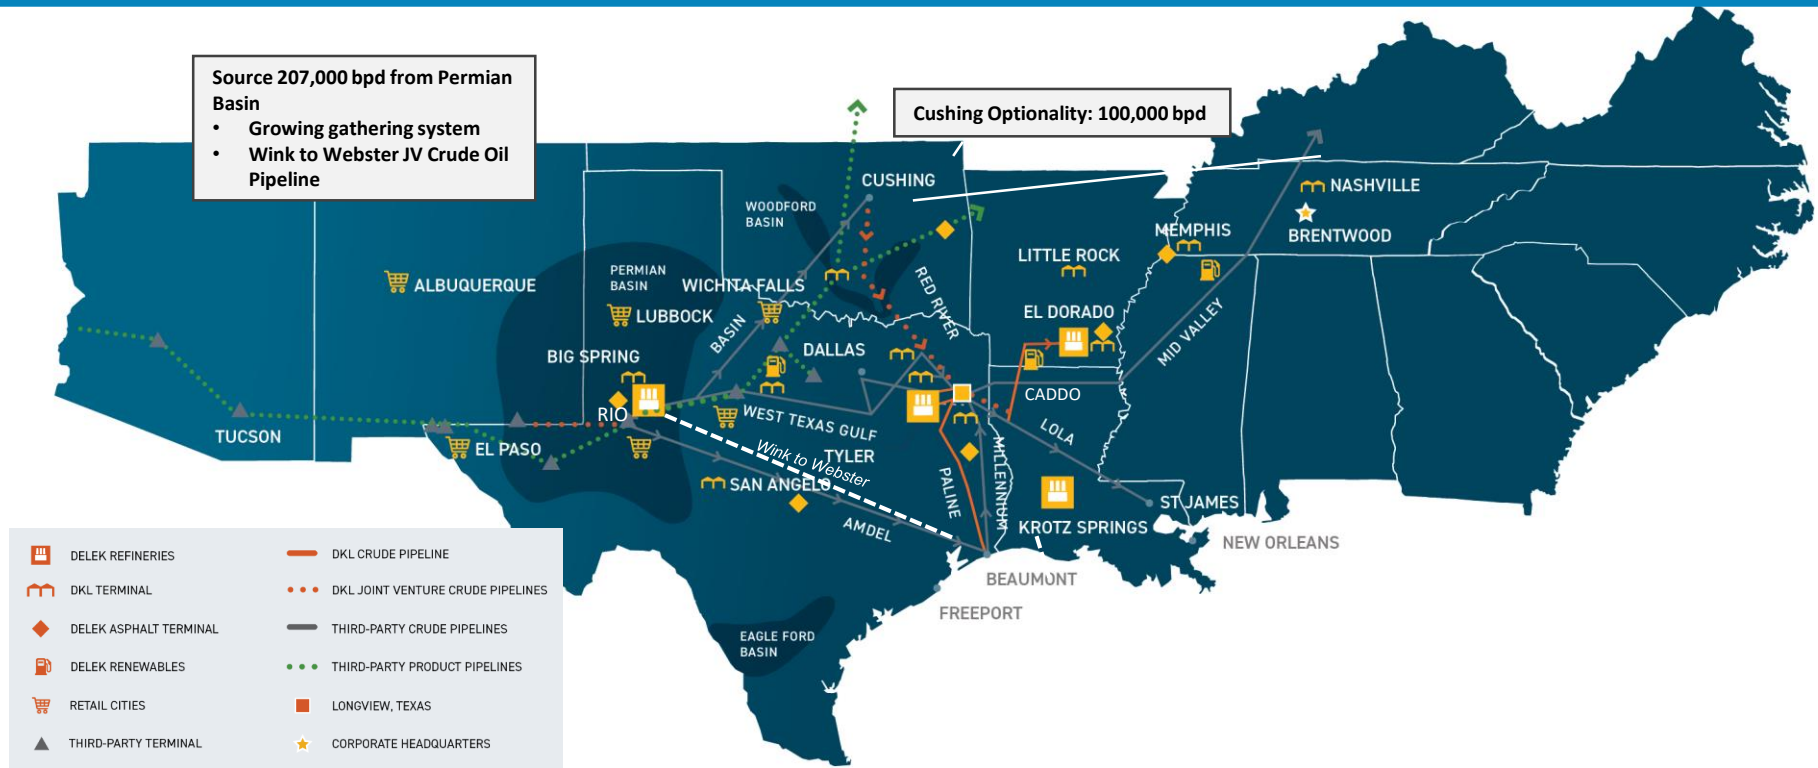 Source 207,000 bpd from Permian
Basin
• Growing gathering system
• Wink to Webster JV Crude Oil
Pipeline
Cushing Optionality: 100,000 bpd
CUSHING
WOODFORD
BASIN
NASHVILLE
BRENTWOOD
MEMPHIS
LITTLE ROCK
PERMIAN
BASIN
WICHITA FALLS
ALBUQUERQUE
LUBBOCK
RED RIVER
EL DORADO
BASIN
MID VALLEY
BIG SPRING
DALLAS
CADDO
RIO
WEST TEXAS GULF
LOLA
TUCSON
EL PASO
TYLER
Wink to Webster
MILLENNIUM
PALINE
SAN ANGELO
ST JAMES
AMDEL
KROTZ SPRINGS
NEW ORLEANS
BEAUMONT
FREEPORT
EAGLE FORD
BASIN
DELEK REFINERIES
DKL CRUDE PIPELINE
DKL TERMINAL
DKL JOINT VENTURE CRUDE PIPELINES
DELEK ASPHALT TERMINAL
THIRD-PARTY CRUDE PIPELINES
DELEK RENEWABLES
THIRD-PARTY PRODUCT PIPELINES
RETAIL CITIES
LONGVIEW, TEXAS
THIRD-PARTY TERMINAL
CORPORATE HEADQUARTERS